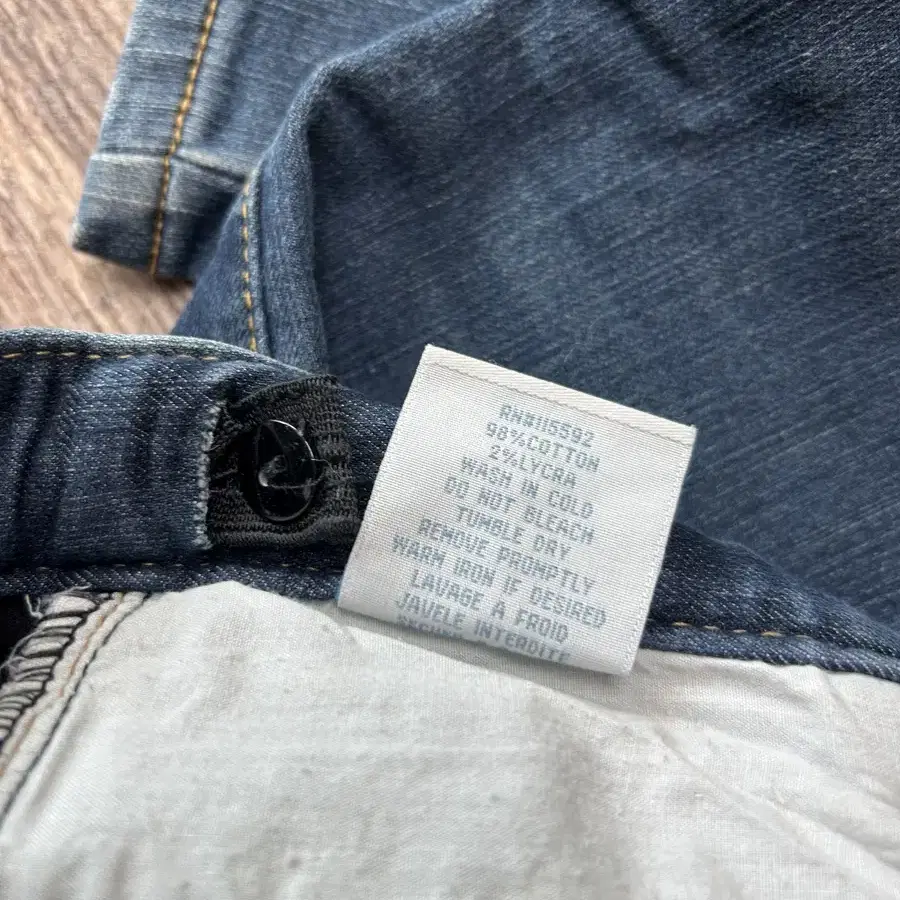 RN#115592
98%COTTON
2%LYCRA
WASH IN COLD
DO NOT BLEACH
TUMBLE DRY
REMOVE PROMPTLY
WARM IRON IF DESIRED
LAVAGE A FROID
JAVELE INTERDITE